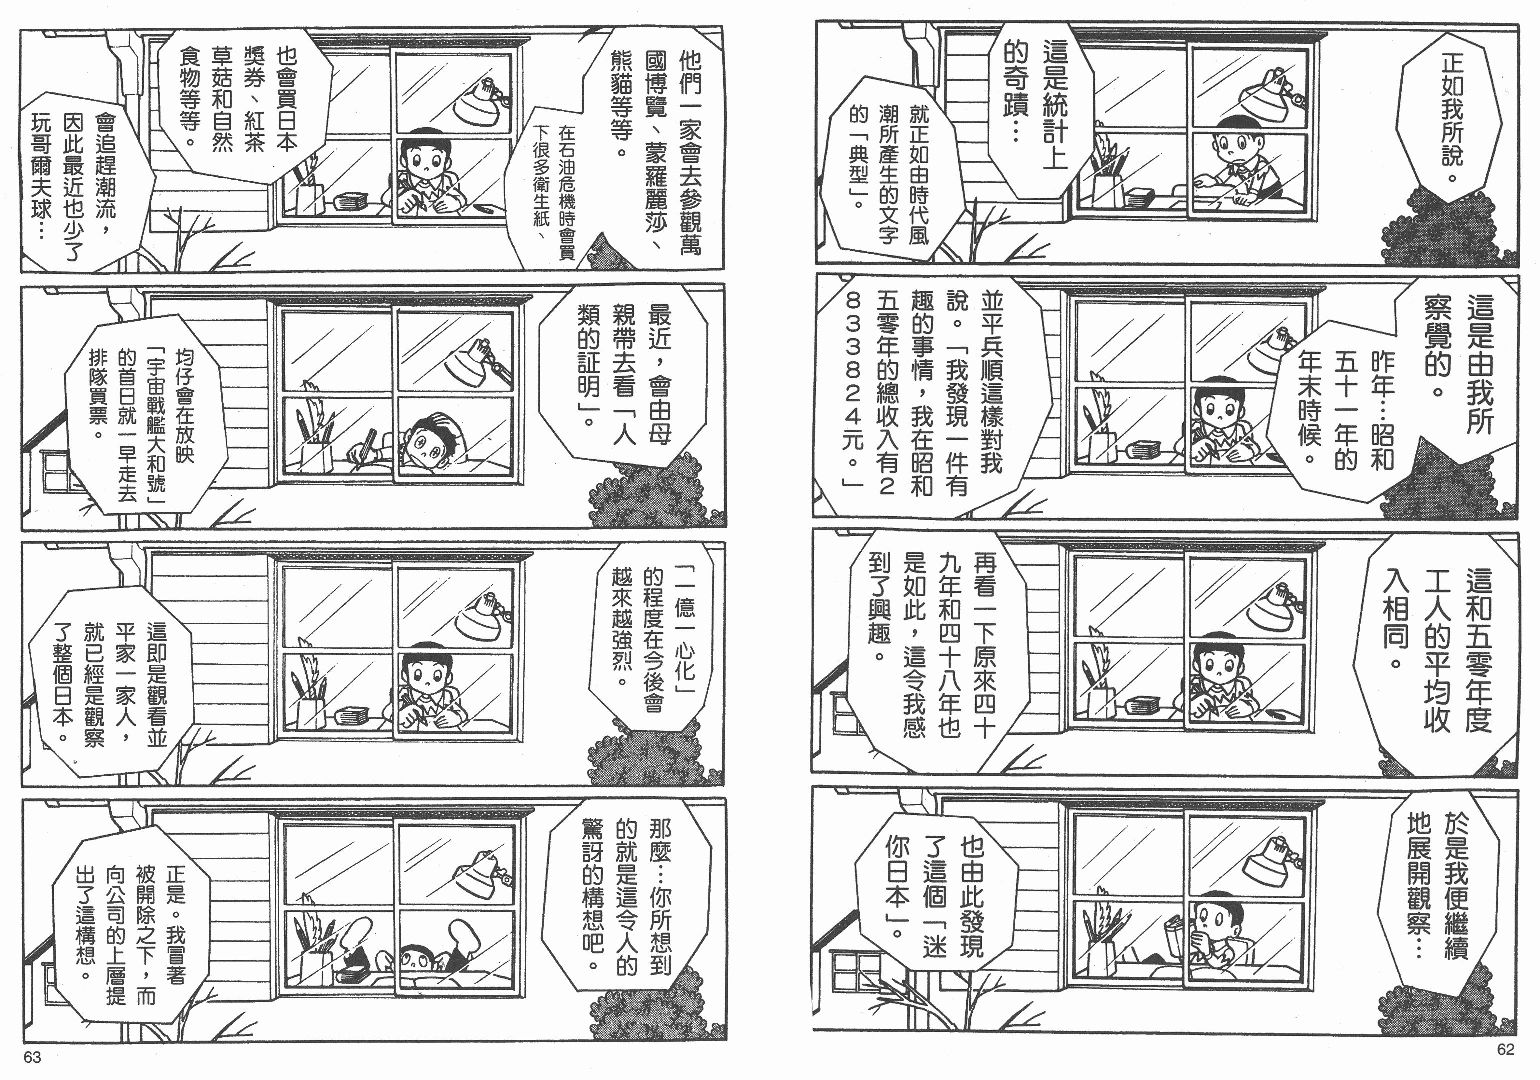 正如我所說。
這是統計上
的奇蹟…
就正如由時代風
潮所產生的文字
的「典型」。
這是由我所
察覺的。
昨年…昭和
五十一年的
年末時候。
並平兵順這樣對我
說。「我發現一件有
趣的事情，我在昭和
五零年的總收入有2
833824元。」
這和五零年度
工人的平均收
入相同。
再看一下原來四十
九年和四十八年也
是如此，這令我感
到了興趣。
於是我便繼續
地展開觀察…
也由此發現
了這個「迷
你日本」。
62
他們一家會去參觀萬
國博覽、蒙羅麗莎、
熊貓等等。
在石油危機時會買
下很多衛生紙、
也會買日本
獎券、紅茶
草菇和自然
食物等等。
會追趕潮流，
因此最近也少了
玩哥爾夫球…
最近，會由母
親帶去看「人
類的証明」。
均仔會在放映
「宇宙戰艦大和號」
的首日就一早走去
排隊買票。
「一億一心化」
的程度在今後會
越來越強烈。
這即是觀看並
平家一家人，
就已經是觀察
了整個日本。
那麼…你所想到
的就是這令人的
驚訝的構想吧。
正是。我冒著
被開除之下，而
向公司的上層提
出了這構想。
63